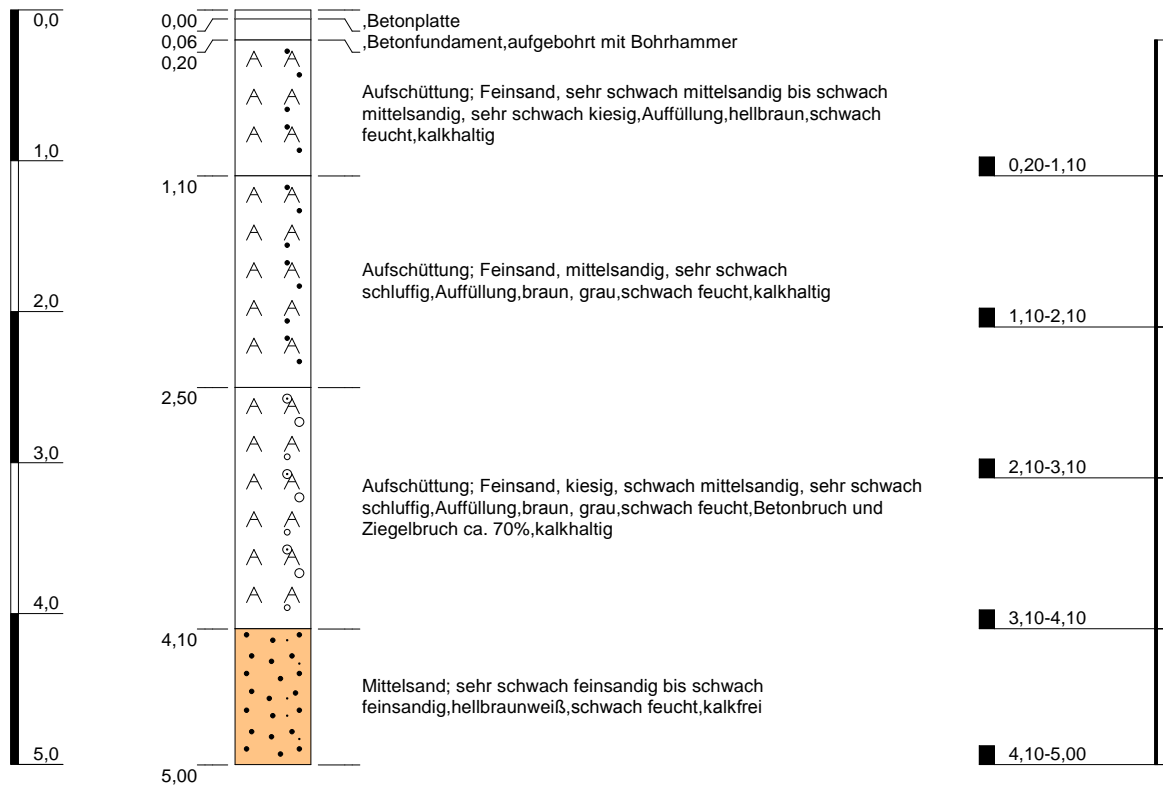 0,0
0,00
,Betonplatte
0,06
,Betonfundament,aufgebohrt mit Bohrhammer
0,20
Aufschüttung; Feinsand, sehr schwach mittelsandig bis schwach
mittelsandig, sehr schwach kiesig,Auffüllung,hellbraun,schwach
feucht,kalkhaltig
1,0
0,20-1,10
1,10
Aufschüttung; Feinsand, mittelsandig, sehr schwach
schluffig,Auffüllung,braun, grau,schwach feucht,kalkhaltig
2,0
1,10-2,10
2,50
3,0
2,10-3,10
Aufschüttung; Feinsand, kiesig, schwach mittelsandig, sehr schwach
schluffig,Auffüllung,braun, grau,schwach feucht,Betonbruch und
Ziegelbruch ca. 70%,kalkhaltig
4,0
3,10-4,10
4,10
Mittelsand; sehr schwach feinsandig bis schwach
feinsandig,hellbraunweiß,schwach feucht,kalkfrei
5,0
4,10-5,00
5,00